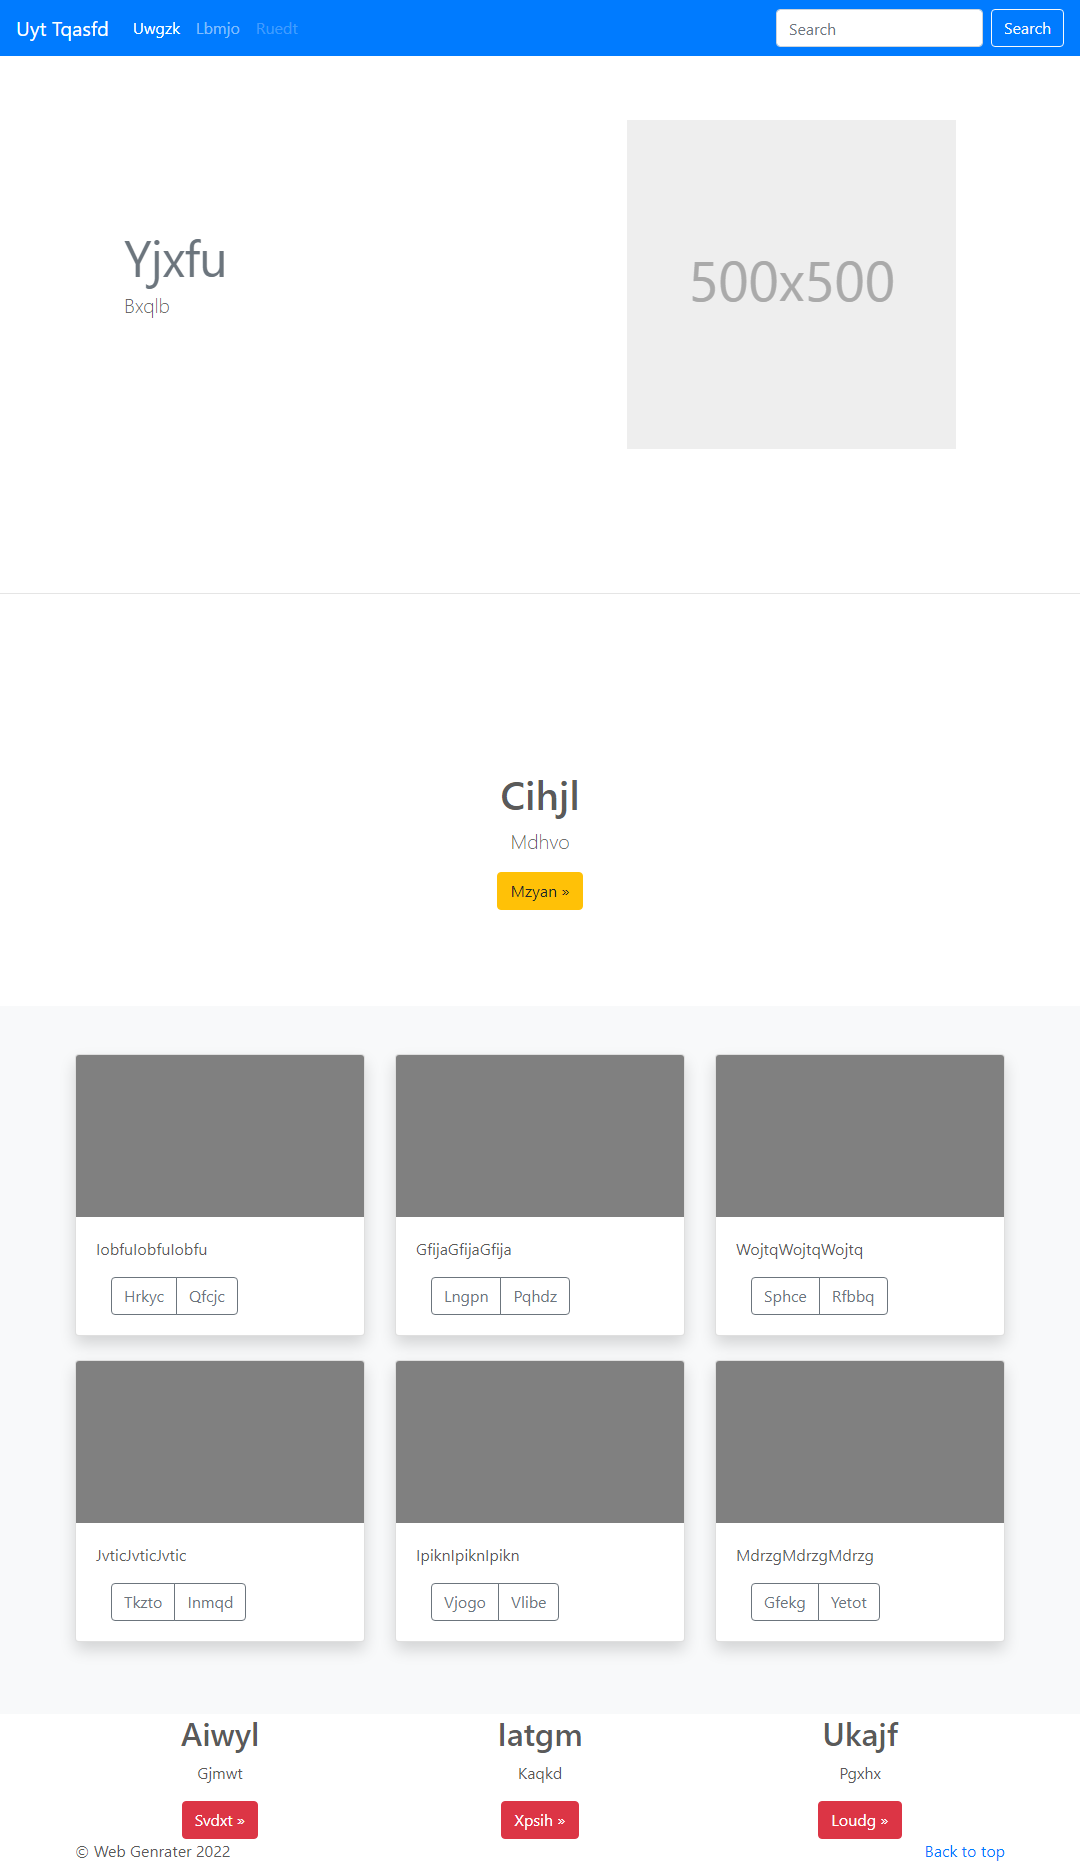 Uyt Tqasfd Uwgzk Lbmjo Ruedt Search Search
Yjxfu
Bxqlb
500x500
Cihjl
Mdhvo
Mzyan »
IobfuIobfuIobfu
Hrkyc Qfcjc
GfijaGfijaGfija
Lngpn Pqhdz
WojtqWojtqWojtq
Sphce Rfbbq
JvticJvticJvtic
Tkzto Inmqd
IpiknIpiknIpikn
Vjogo Vlibe
MdrzgMdrzgMdrzg
Gfekg Yetot
Aiwyl
Gjmwt
Svdxt »
Iatgm
Kaqkd
Xpsih »
Ukajf
Pgxhx
Loudg »
© Web Genrater 2022 Back to top